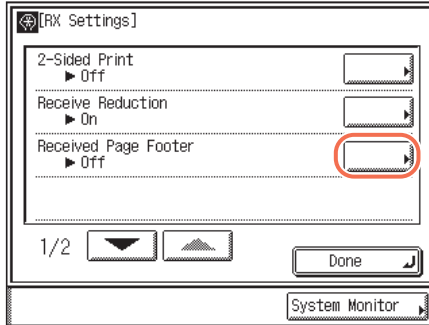 [RX Settings]
2-Sided Print
▶ Off
Receive Reduction
▶ On
Received Page Footer
▶ Off
1/2
Done
System Monitor